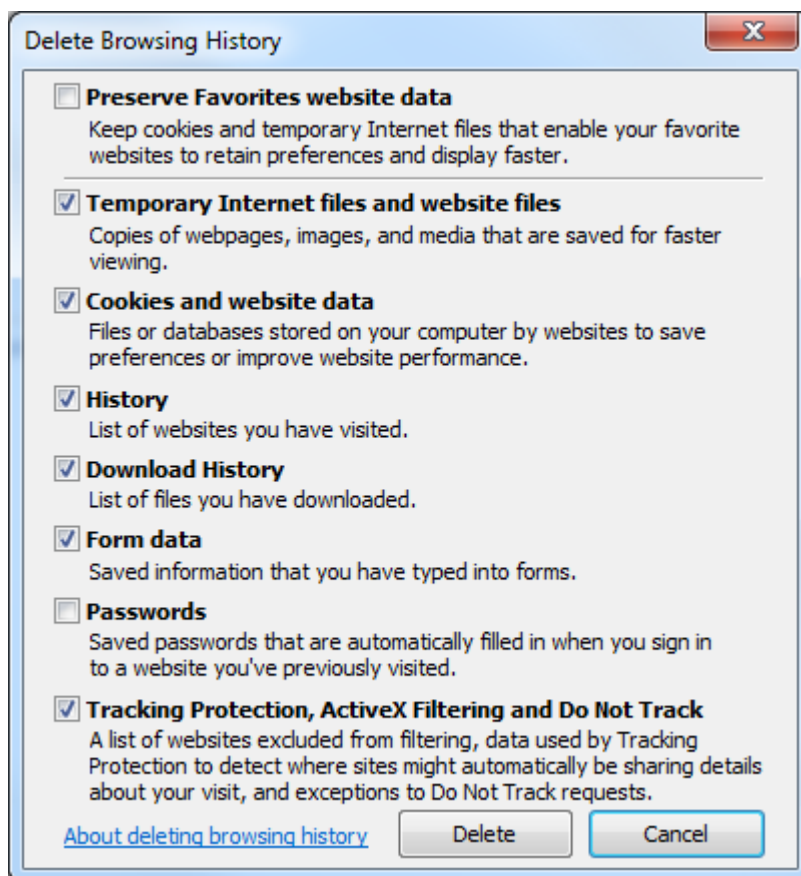 Delete Browsing History
Preserve Favorites website data
Keep cookies and temporary Internet files that enable your favorite
websites to retain preferences and display faster.
Temporary Internet files and website files
Copies of webpages, images, and media that are saved for faster
viewing.
Cookies and website data
Files or databases stored on your computer by websites to save
preferences or improve website performance.
History
List of websites you have visited.
Download History
List of files you have downloaded.
Form data
Saved information that you have typed into forms.
Passwords
Saved passwords that are automatically filled in when you sign in
to a website you've previously visited.
Tracking Protection, ActiveX Filtering and Do Not Track
A list of websites excluded from filtering, data used by Tracking
Protection to detect where sites might automatically be sharing details
about your visit, and exceptions to Do Not Track requests.
About deleting browsing history
Delete
Cancel